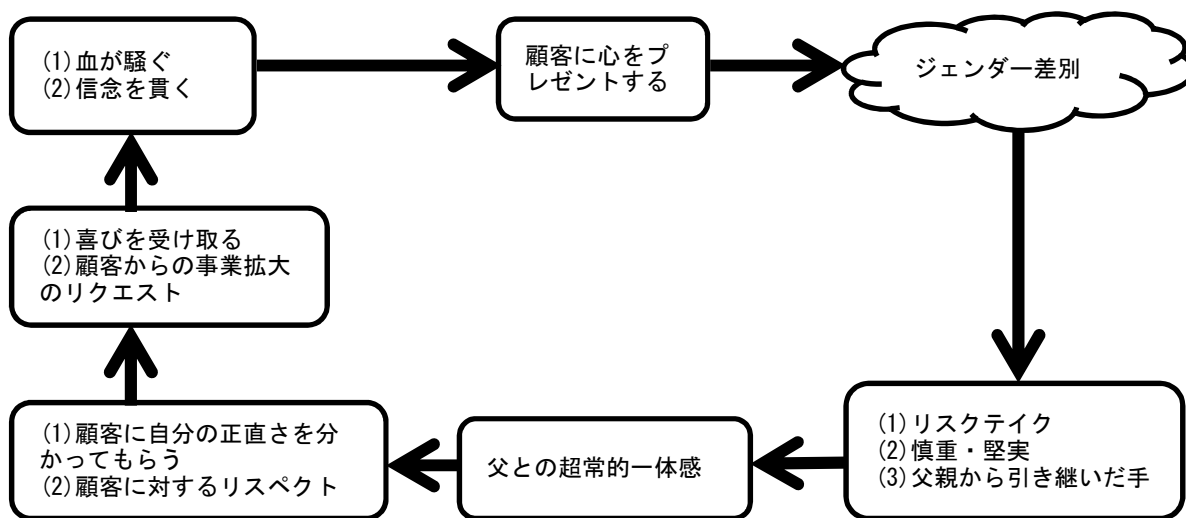 (1)血が騒ぐ
(2)信念を貫く
顧客に心をプ
レゼントする
ジェンダー差別
(1)喜びを受け取る
(2)顧客からの事業拡大
のリクエスト
(1)顧客に自分の正直さを分
かってもらう
(2)顧客に対するリスペクト
父との超常的一体感
(1)リスクテイク
(2)慎重・堅実
(3)父親から引き継いだ手